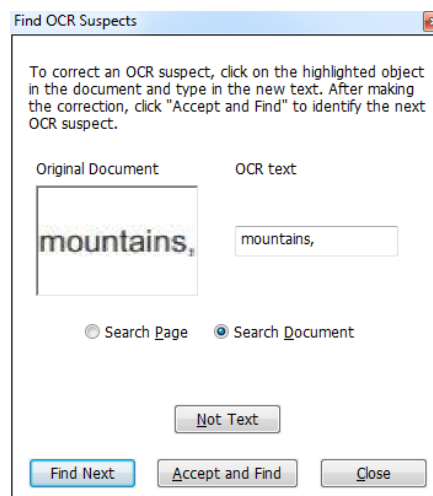 Find OCR Suspects
To correct an OCR suspect, click on the highlighted object
in the document and type in the new text. After making
the correction, click "Accept and Find" to identify the next
OCR suspect.
Original Document OCR text
mountains, mountains,
Search Page Search Document
Not Text
Find Next Accept and Find Close